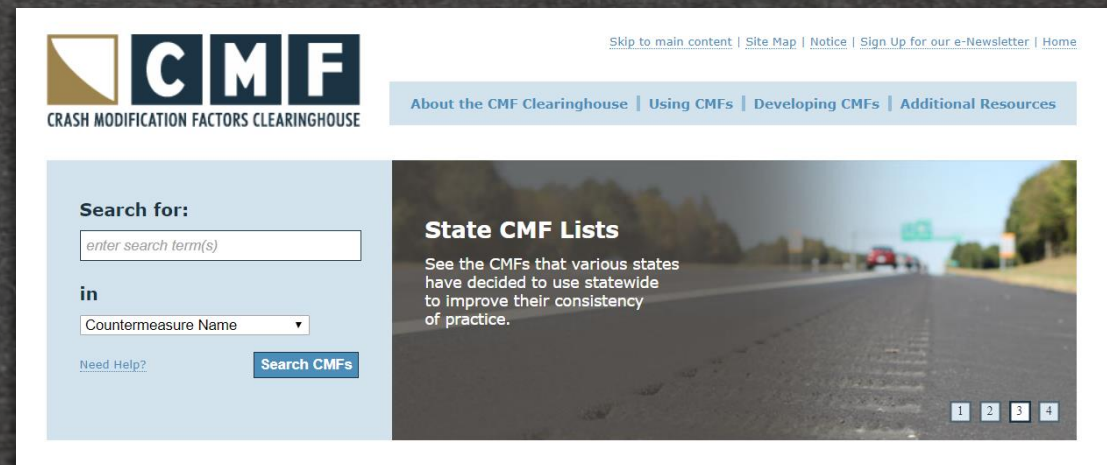 CMF
CRASH MODIFICATION FACTORS CLEARINGHOUSE
Skip to main content | Site Map | Notice | Sign Up for our e-Newsletter | Home
About the CMF Clearinghouse | Using CMFs | Developing CMFs | Additional Resources
Search for:
enter search term(s)
in
Countermeasure Name
Need Help?
Search CMFs
State CMF Lists
See the CMFs that various states
have decided to use statewide
to improve their consistency
of practice.
1 2 3 4